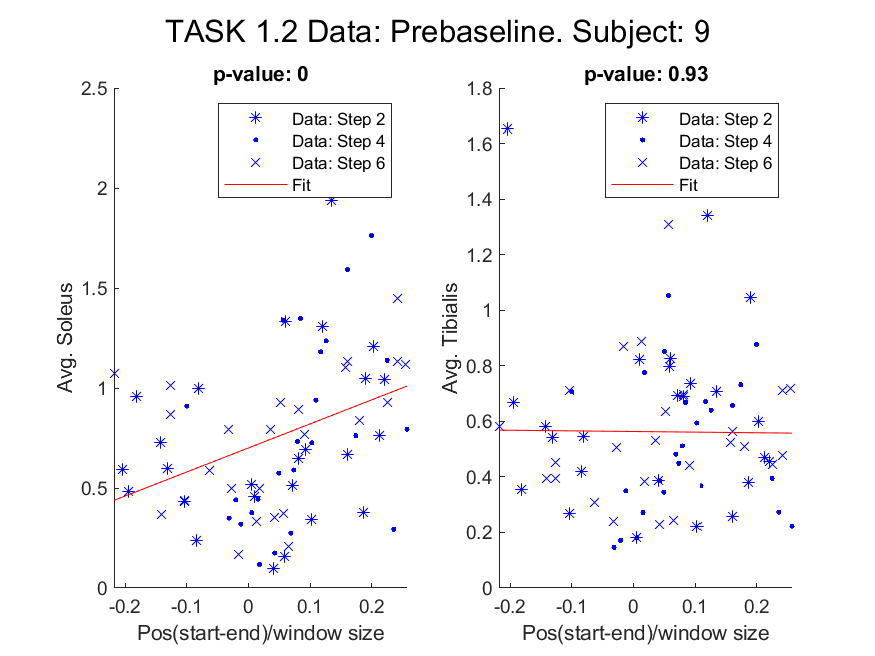 TASK 1.2 Data: Prebaseline. Subject: 9
p-value: 0
2.5
2
1.5
1
0.5
0
Avg. Soleus
Data: Step 2
Data: Step 4
Data: Step 6
Fit
-0.2
-0.1
0
0.1
0.2
Pos(start-end)/window size
p-value: 0.93
1.8
1.6
1.4
1.2
1
0.8
0.6
0.4
0.2
0
Avg. Tibialis
Data: Step 2
Data: Step 4
Data: Step 6
Fit
-0.2
-0.1
0
0.1
0.2
Pos(start-end)/window size